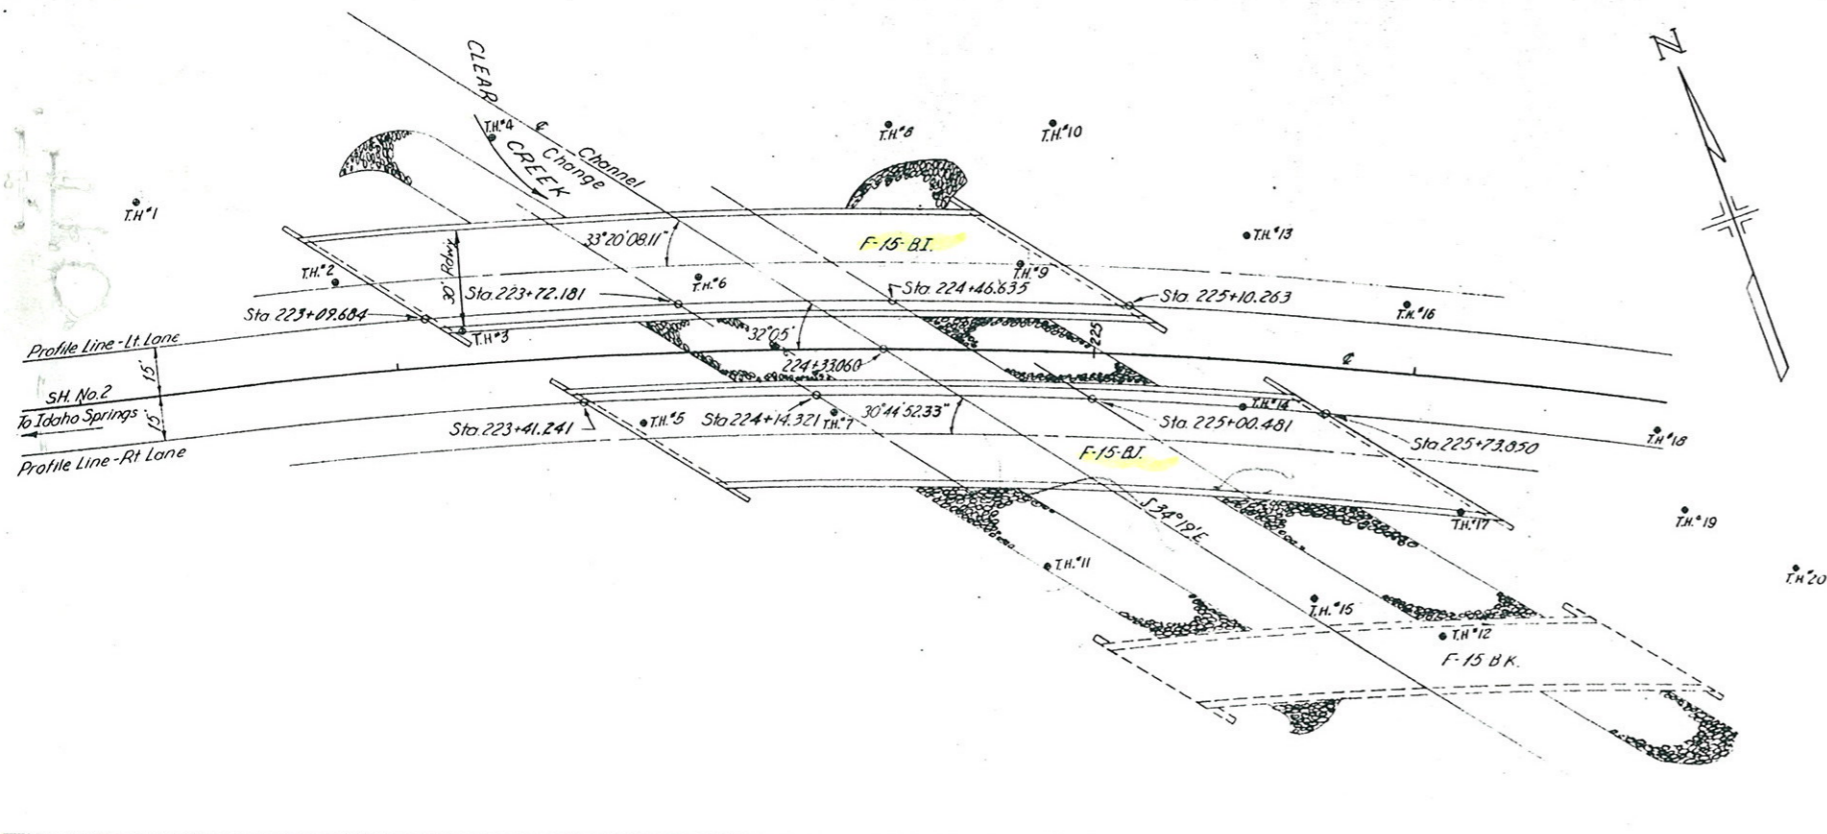 N
CLEAR
CREEK
℄ Channel
Change
T.H.#4
T.H.#8
T.H.#10
T.H.#1
33°20'08.11"
F-15-B.I.
T.H.#13
T.H.#2
30' Rdwy.
T.H.#6
T.H.#9
Sta. 223+72.181
Sta. 224+46.635
Sta. 225+10.263
Sta. 223+09.684
T.H.#16
T.H.#3
32°05'
225
Profile Line-Lt. Lane
224+33.060
℄
15'
S.H. No.2
To Idaho Springs
15'
Sta. 223+41.241
T.H.#5
Sta. 224+14.321
T.H.#7
30°44'52.33"
T.H.#14
Sta. 225+00.481
Sta. 225+73.850
T.H.#18
Profile Line-Rt. Lane
F-15-BJ.
S34°19'E
T.H.#17
T.H.#19
T.H.#11
T.H.#20
T.H.#15
T.H.#12
F-15 BK.